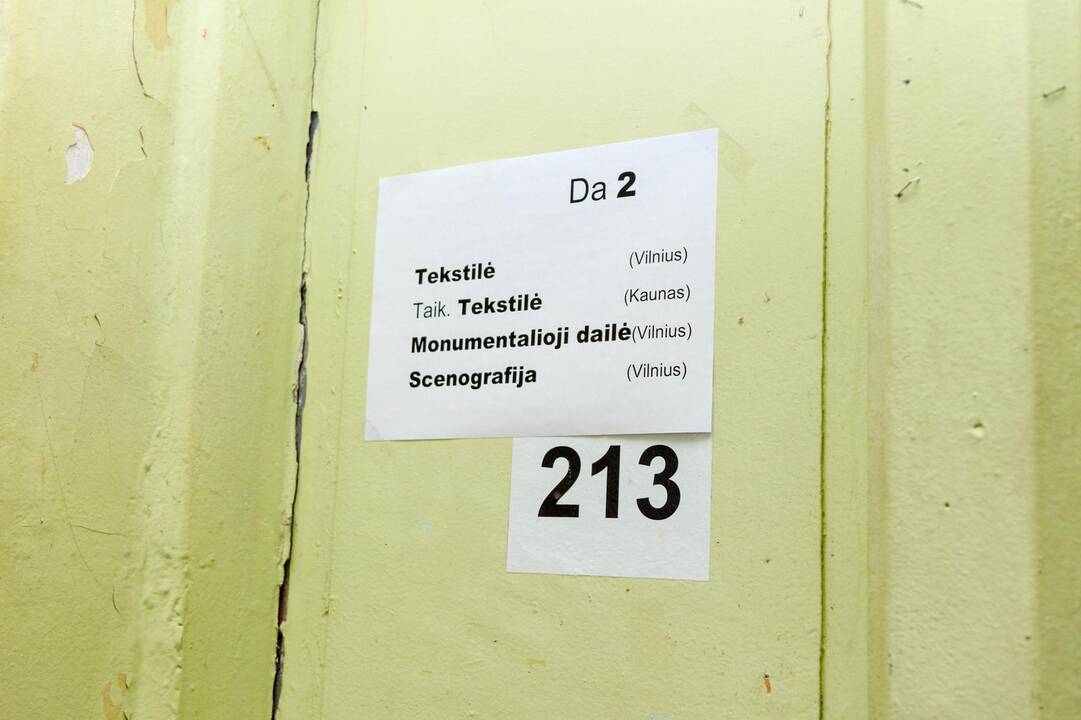 Da 2
Tekstilė (Vilnius)
Taik. Tekstilė (Kaunas)
Monumentalioji dailė(Vilnius)
Scenografija (Vilnius)
213